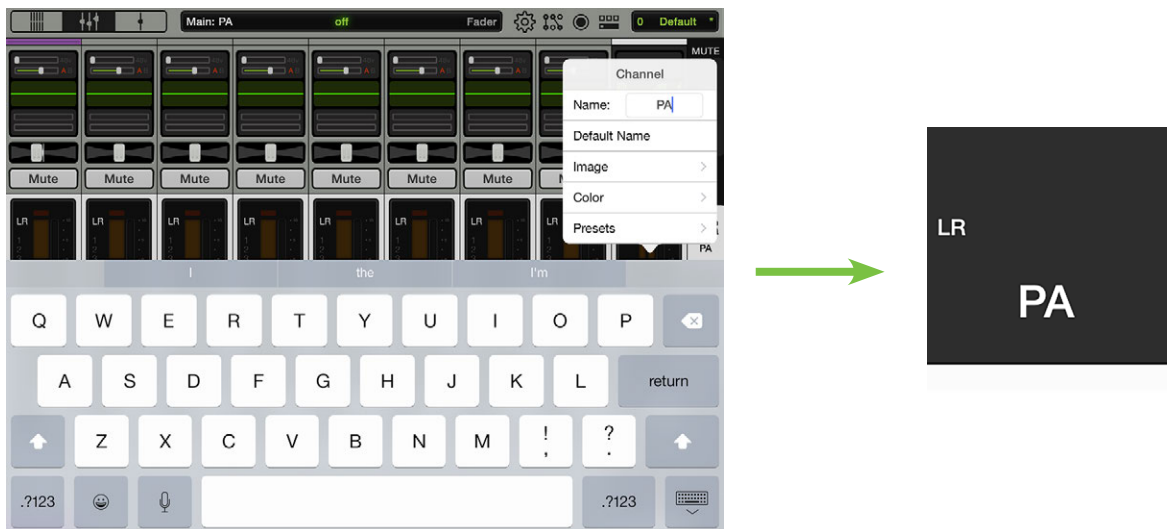 Main: PA off Fader 0 Default *
MUTE
Channel
Name: PA
Default Name
Image
Color
Presets
Mute Mute Mute Mute Mute Mute Mute
LR LR LR LR LR LR LR LR
PA
I the I'm
Q W E R T Y U I O P
A S D F G H J K L return
Z X C V B N M ! , ? .
.?123 .?123
LR
PA